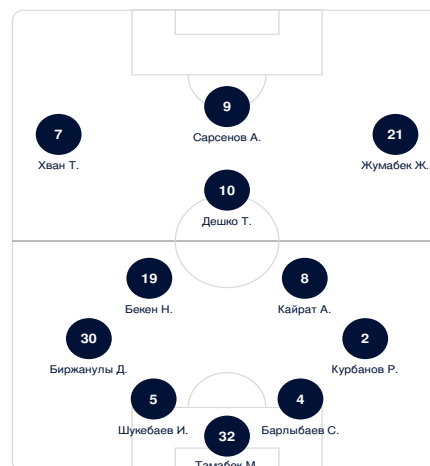 9
Сарсенов А.
7
Хван Т.
21
Жумабек Ж.
10
Дешко Т.
19
Бекен Н.
8
Кайрат А.
30
Биржанулы Д.
2
Курбанов Р.
5
Шукебаев И.
4
Барлыбаев С.
32
Тамабек М.